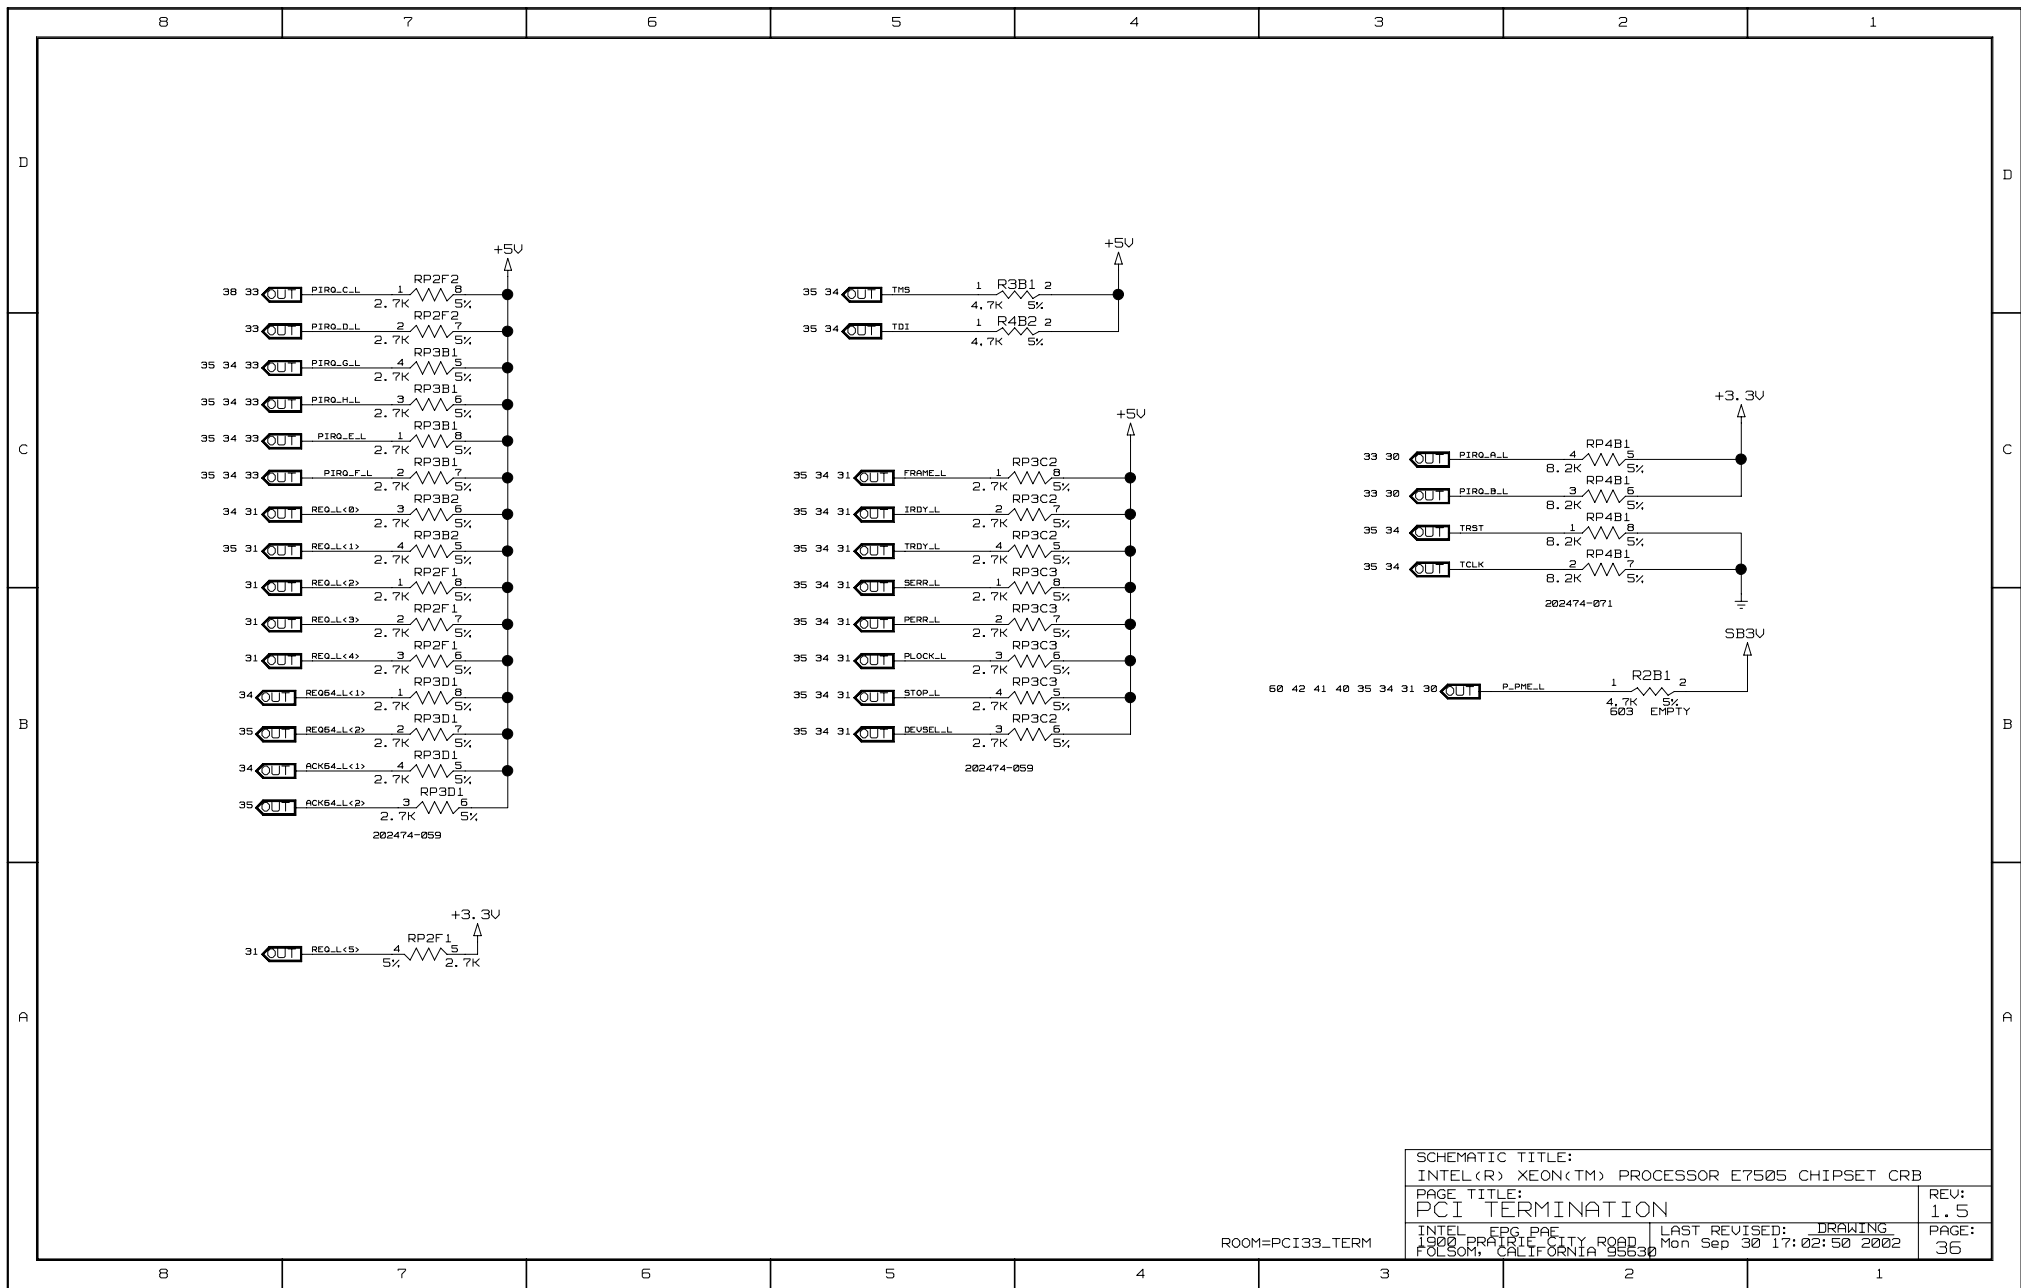 8 7 6 5 4 3 2 1
D D
+5V
38 33 OUT PIRQ_C_L 1 RP2F2 8 2.7K 5%
33 OUT PIRQ_D_L 2 RP2F2 7 2.7K 5%
35 34 33 OUT PIRQ_G_L 4 RP3B1 5 2.7K 5%
35 34 33 OUT PIRQ_H_L 3 RP3B1 6 2.7K 5%
35 34 33 OUT PIRQ_E_L 1 RP3B1 8 2.7K 5%
35 34 33 OUT PIRQ_F_L 2 RP3B1 7 2.7K 5%
34 31 OUT REQ_L<0> 3 RP3B2 6 2.7K 5%
35 31 OUT REQ_L<1> 4 RP3B2 5 2.7K 5%
31 OUT REQ_L<2> 1 RP2F1 8 2.7K 5%
31 OUT REQ_L<3> 2 RP2F1 7 2.7K 5%
31 OUT REQ_L<4> 3 RP2F1 6 2.7K 5%
34 OUT REQ64_L<1> 1 RP3D1 8 2.7K 5%
35 OUT REQ64_L<2> 2 RP3D1 7 2.7K 5%
34 OUT ACK64_L<1> 4 RP3D1 5 2.7K 5%
35 OUT ACK64_L<2> 3 RP3D1 6 2.7K 5%
202474-059
+3.3V
31 OUT REQ_L<5> 4 RP2F1 5 5% 2.7K
+5V
35 34 OUT TMS 1 R3B1 2 4.7K 5%
35 34 OUT TDI 1 R4B2 2 4.7K 5%
+5V
35 34 31 OUT FRAME_L 1 RP3C2 8 2.7K 5%
35 34 31 OUT IRDY_L 2 RP3C2 7 2.7K 5%
35 34 31 OUT TRDY_L 4 RP3C2 5 2.7K 5%
35 34 31 OUT SERR_L 1 RP3C3 8 2.7K 5%
35 34 31 OUT PERR_L 2 RP3C3 7 2.7K 5%
35 34 31 OUT PLOCK_L 3 RP3C3 6 2.7K 5%
35 34 31 OUT STOP_L 4 RP3C3 5 2.7K 5%
35 34 31 OUT DEVSEL_L 3 RP3C2 6 2.7K 5%
202474-059
+3.3V
33 30 OUT PIRQ_A_L 4 RP4B1 5 8.2K 5%
33 30 OUT PIRQ_B_L 3 RP4B1 6 8.2K 5%
35 34 OUT TRST 1 RP4B1 8 8.2K 5%
35 34 OUT TCLK 2 RP4B1 7 8.2K 5%
202474-071
SB3V
60 42 41 40 35 34 31 30 OUT P_PME_L 1 R2B1 2 4.7K 5%
603 EMPTY
C C
B B
A A
SCHEMATIC TITLE:
INTEL(R) XEON(TM) PROCESSOR E7505 CHIPSET CRB
PAGE TITLE:
PCI TERMINATION
REV:
1.5
ROOM=PCI33_TERM
INTEL EPG PAE
1900 PRAIRIE CITY ROAD
FOLSOM, CALIFORNIA 95630
LAST REVISED: DRAWING
Mon Sep 30 17:02:50 2002
PAGE:
36
8 7 6 5 4 3 2 1